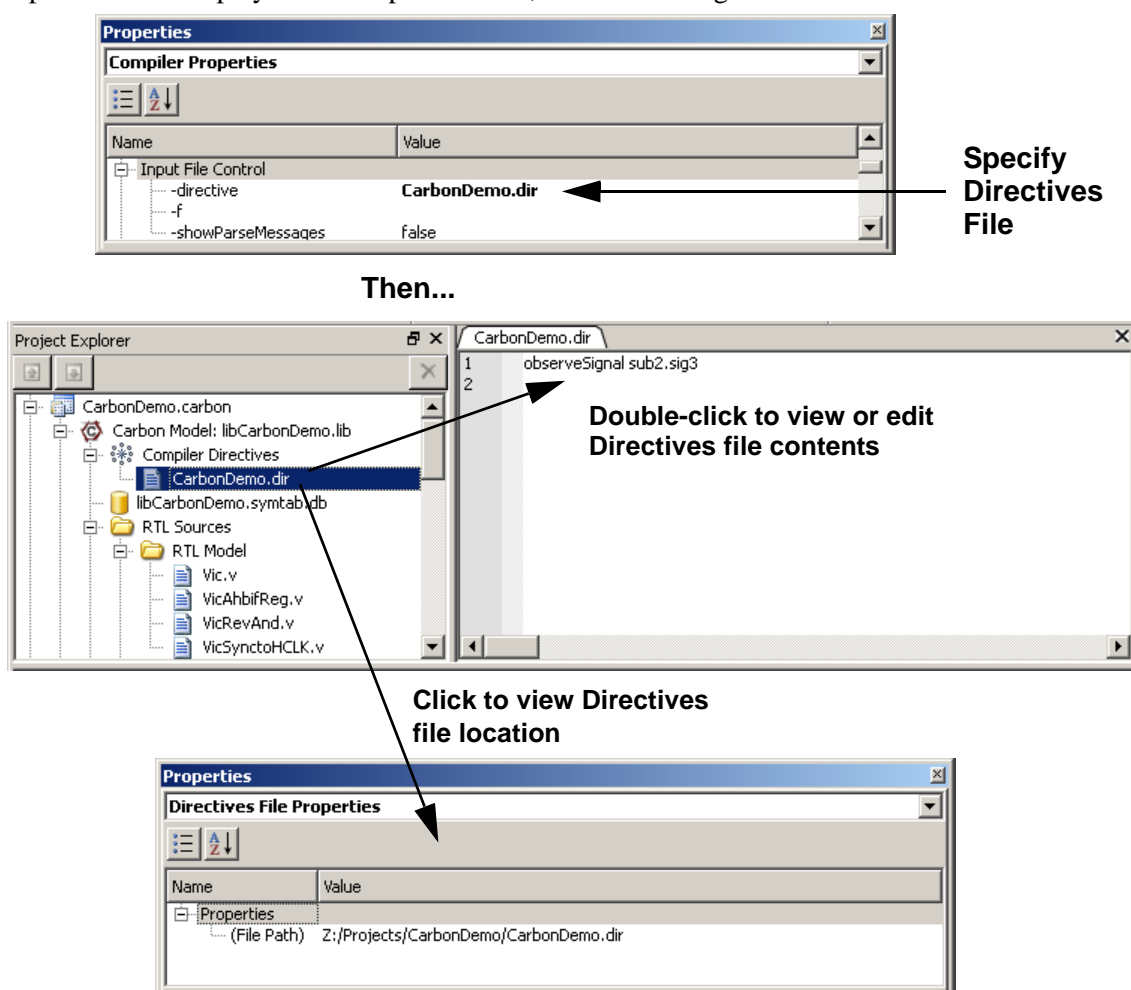 Properties
Compiler Properties
Name Value
Input File Control
-directive CarbonDemo.dir
-f
-showParseMessages false
Specify
Directives
File
Then...
Project Explorer
CarbonDemo.carbon
Carbon Model: libCarbonDemo.lib
Compiler Directives
CarbonDemo.dir
libCarbonDemo.symtab.db
RTL Sources
RTL Model
Vic.v
VicAhbifReg.v
VicRevAnd.v
VicSynctoHCLK.v
CarbonDemo.dir
1 observeSignal sub2.sig3
2
Double-click to view or edit
Directives file contents
Click to view Directives
file location
Properties
Directives File Properties
Name Value
Properties
(File Path) Z:/Projects/CarbonDemo/CarbonDemo.dir